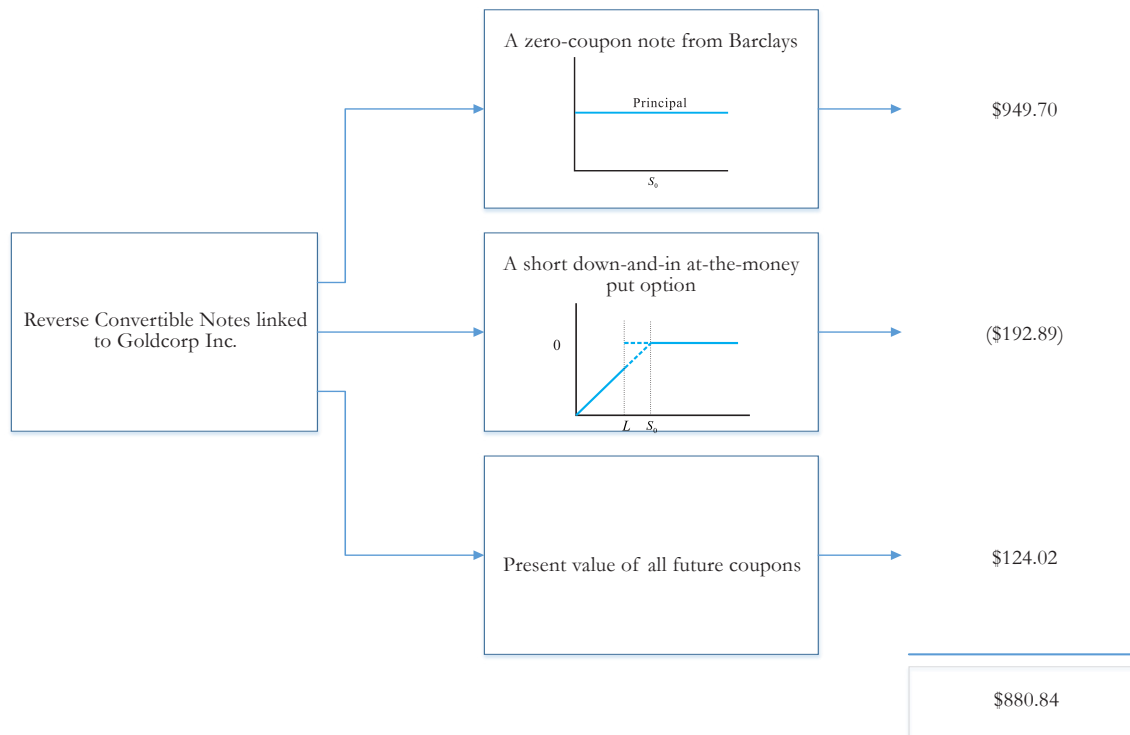 A zero-coupon note from Barclays
Principal
S₀
$949.70
Reverse Convertible Notes linked
to Goldcorp Inc.
A short down-and-in at-the-money
put option
0
L S₀
($192.89)
Present value of all future coupons
$124.02
$880.84